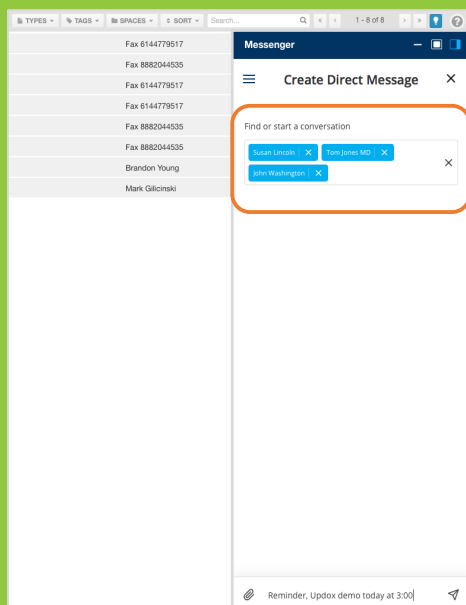 TYPES TAGS SPACES SORT Search... 1 - 8 of 8
Fax 6144779517
Fax 8882044535
Fax 6144779517
Fax 6144779517
Fax 8882044535
Fax 8882044535
Brandon Young
Mark Gilicinski
Messenger
Create Direct Message
Find or start a conversation
Susan Lincoln Tom Jones MD
John Washington
Reminder, Updox demo today at 3:00